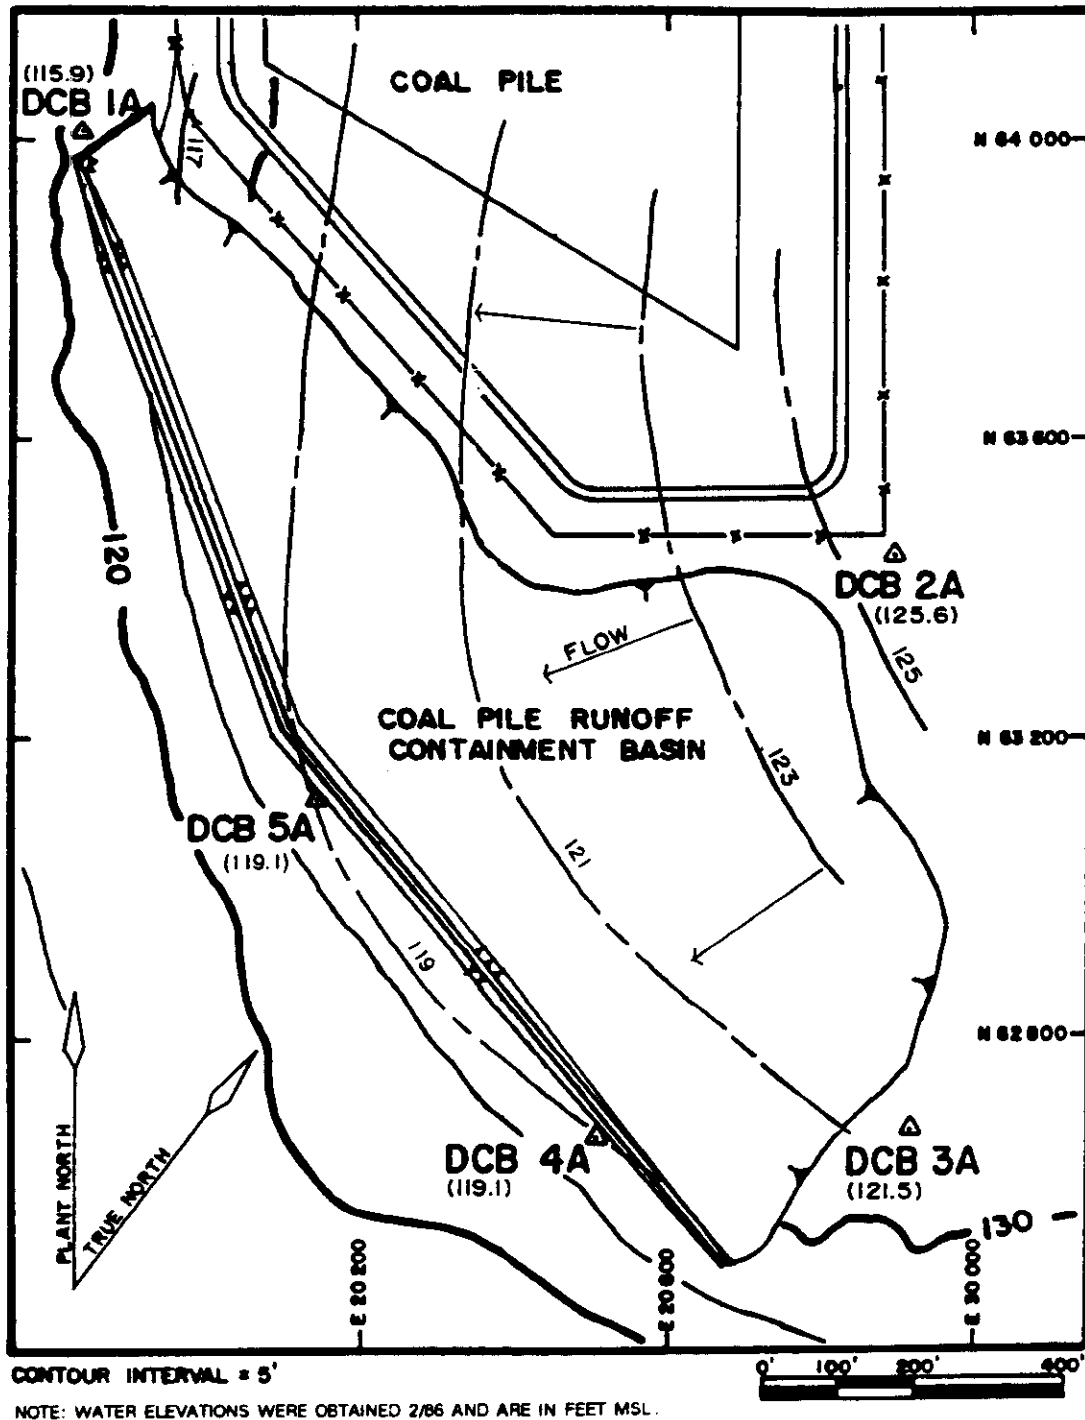 (115.9)
DCB 1A
COAL PILE
117
N 64 000
N 63 600
120
DCB 2A
(125.6)
FLOW
125
COAL PILE RUNOFF
CONTAINMENT BASIN
N 63 200
123
DCB 5A
(119.1)
121
119
N 62 800
PLANT NORTH
TRUE NORTH
DCB 4A
(119.1)
DCB 3A
(121.5)
130
E 20 200
E 20 600
E 30 000
CONTOUR INTERVAL = 5'
0' 100' 200' 400'
NOTE: WATER ELEVATIONS WERE OBTAINED 2/86 AND ARE IN FEET MSL.